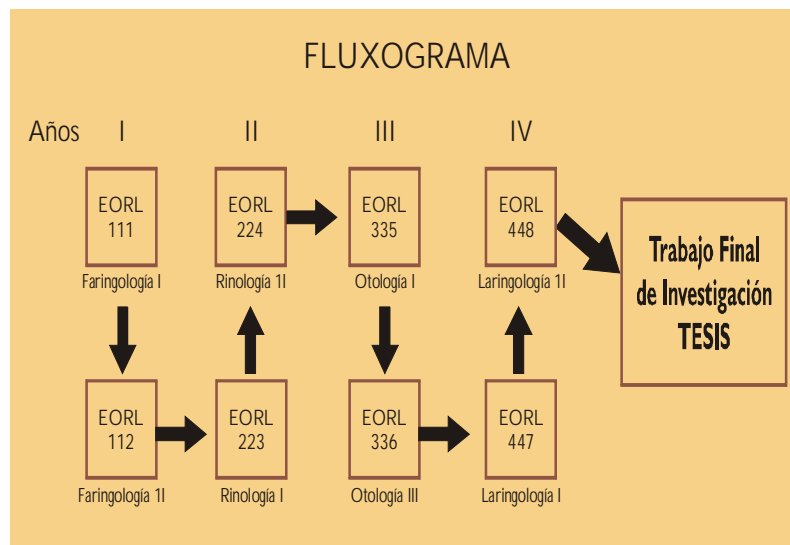 FLUXOGRAMA
Años I II III IV
EORL
111
EORL
224
EORL
335
EORL
448
Faringología I
Rinología 1I
Otología I
Laringología 1I
Trabajo Final
de Investigación
TESIS
EORL
112
EORL
223
EORL
336
EORL
447
Faringología 1I
Rinología I
Otología III
Laringología I